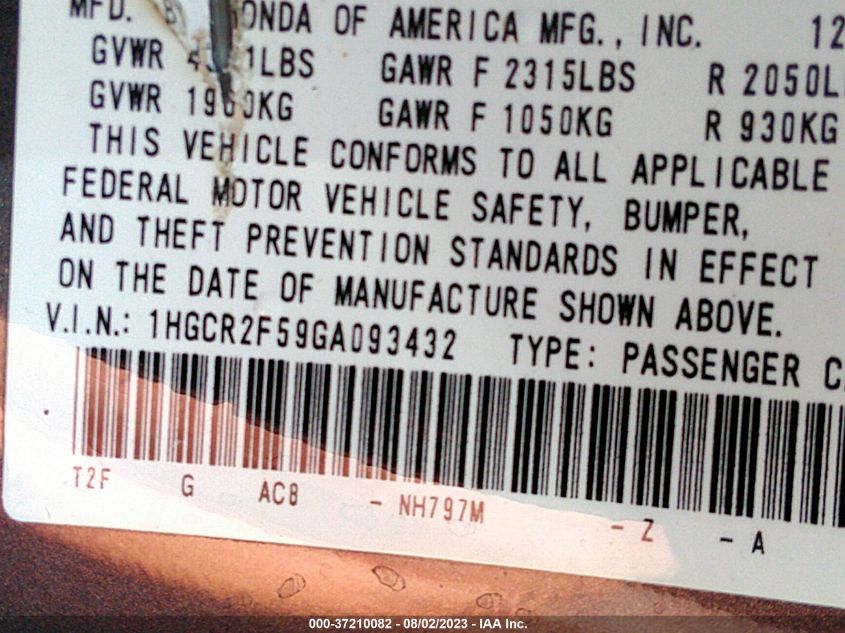 MFD. BY HONDA OF AMERICA MFG., INC. 12
GVWR LBS GAWR F 2315LBS R 2050L
GVWR 1900KG GAWR F 1050KG R 930KG
THIS VEHICLE CONFORMS TO ALL APPLICABLE
FEDERAL MOTOR VEHICLE SAFETY, BUMPER,
AND THEFT PREVENTION STANDARDS IN EFFECT
ON THE DATE OF MANUFACTURE SHOWN ABOVE.
V.I.N.: 1HGCR2F59GA093432 TYPE: PASSENGER C
T2F G AC8 - NH797M - Z - A
000-37210082 - 08/02/2023 - IAA Inc.